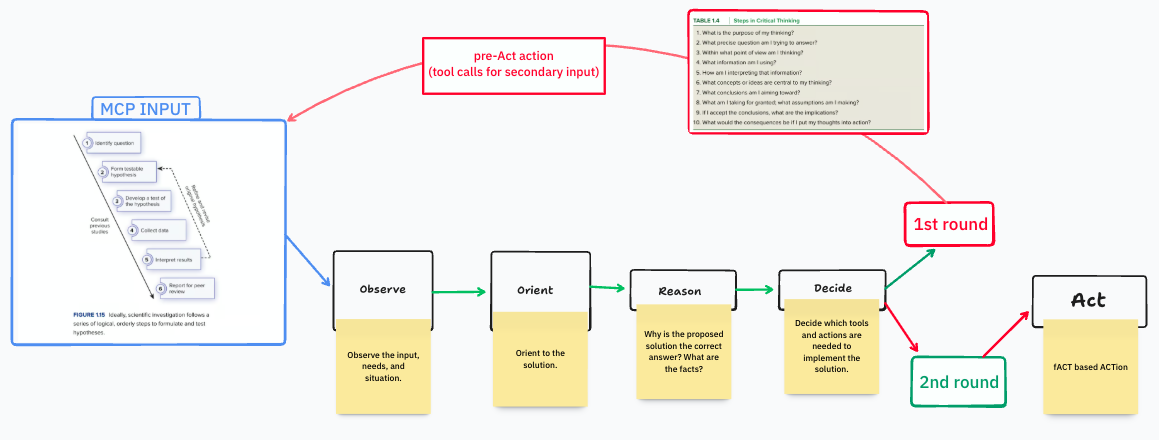 MCP INPUT
1 Identify question
2 Form testable
hypothesis
3 Develop a test of
the hypothesis
4 Collect data
5 Interpret results
6 Report for peer
review
Consult
previous
studies
Refine and revise
original hypothesis
FIGURE 1.15 Ideally, scientific investigation follows a
series of logical, orderly steps to formulate and test
hypotheses.
pre-Act action
(tool calls for secondary input)
TABLE 1.4 Steps in Critical Thinking
1. What is the purpose of my thinking?
2. What precise question am I trying to answer?
3. Within what point of view am I thinking?
4. What information am I using?
5. How am I interpreting that information?
6. What concepts or ideas are central to my thinking?
7. What conclusions am I aiming toward?
8. What am I taking for granted; what assumptions am I making?
9. If I accept the conclusions, what are the implications?
10. What would the consequences be if I put my thoughts into action?
1st round
Observe
Observe the input,
needs, and
situation.
Orient
Orient to the
solution.
Reason
Why is the proposed
solution the correct
answer? What are
the facts?
Decide
Decide which tools
and actions are
needed to
implement the
solution.
2nd round
Act
fACT based ACTion